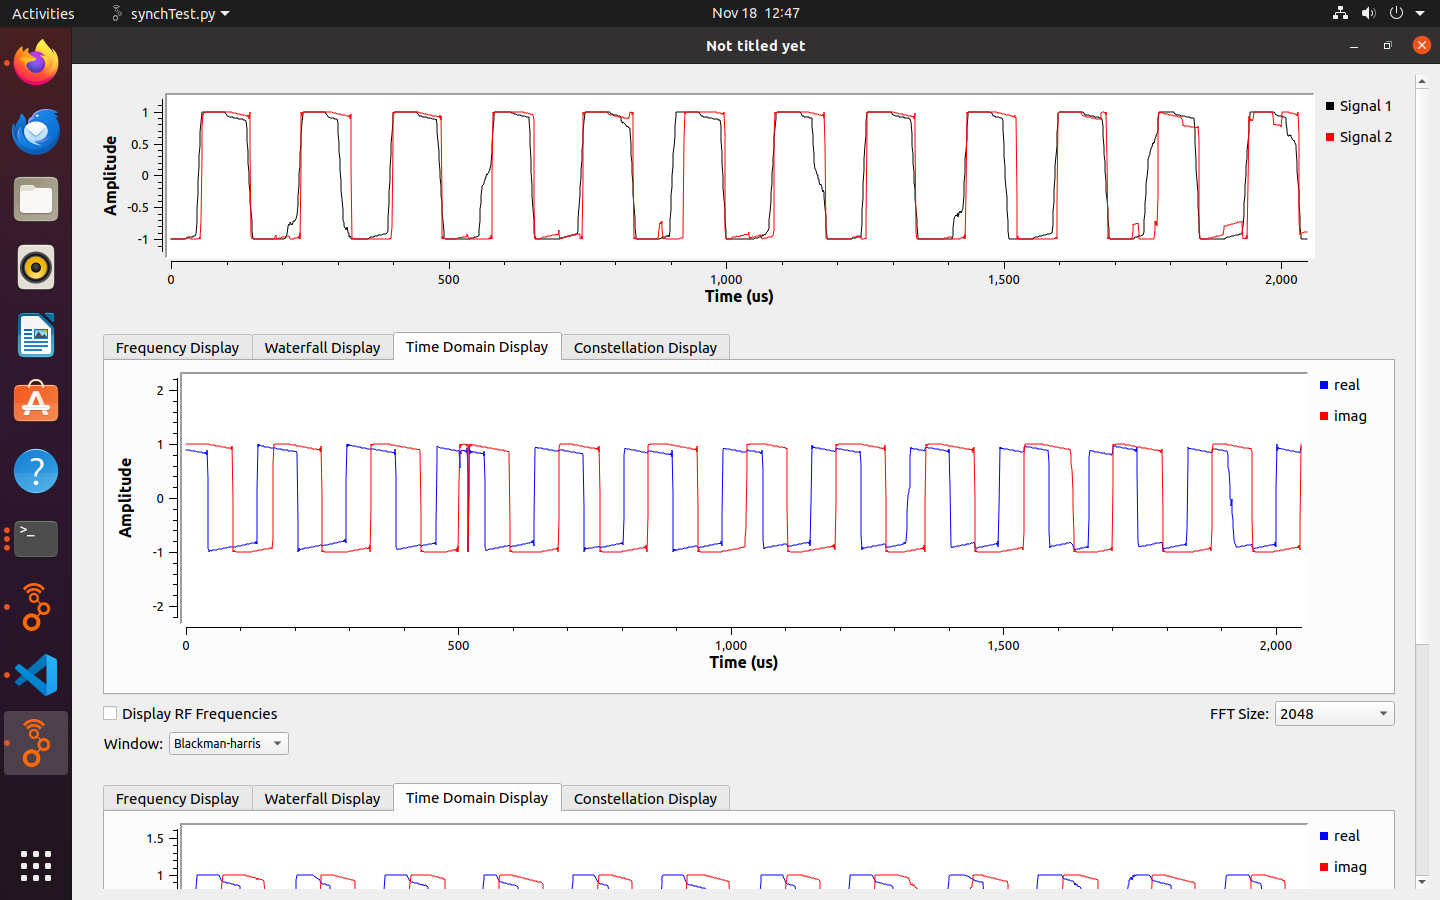 Activities synchTest.py Nov 18 12:47
Not titled yet
Signal 1
Signal 2
Amplitude
1
0.5
0
-0.5
-1
0 500 1,000 1,500 2,000
Time (us)
Frequency Display Waterfall Display Time Domain Display Constellation Display
real
imag
Amplitude
2
1
0
-1
-2
0 500 1,000 1,500 2,000
Time (us)
Display RF Frequencies FFT Size: 2048
Window: Blackman-harris
Frequency Display Waterfall Display Time Domain Display Constellation Display
real
imag
1.5
1